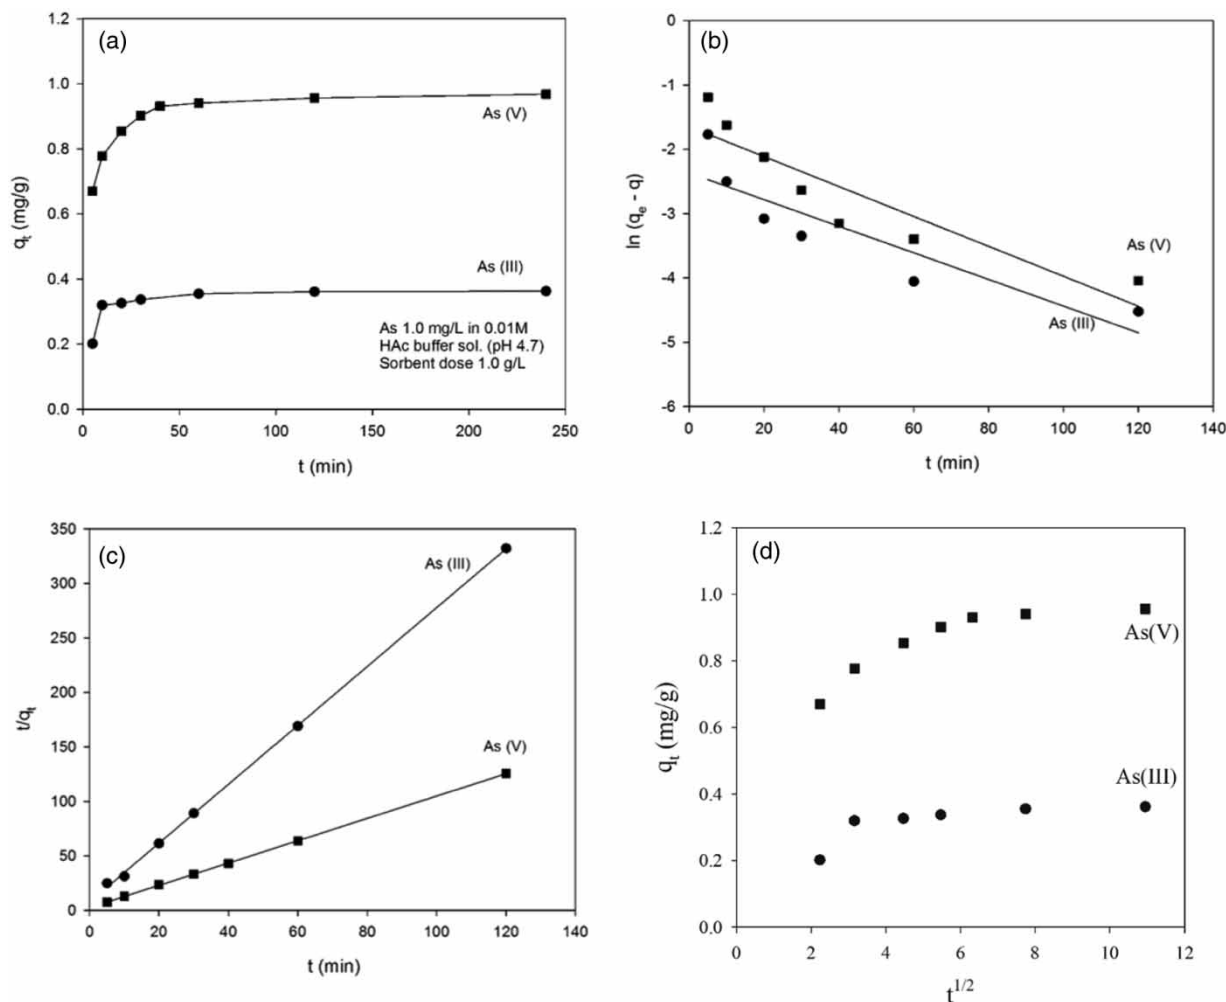 (a)
1.2
1.0
0.8
0.6
0.4
0.2
0.0
qt (mg/g)
As (V)
As (III)
As 1.0 mg/L in 0.01M
HAc buffer sol. (pH 4.7)
Sorbent dose 1.0 g/L
0 50 100 150 200 250
t (min)
(b)
0
-1
-2
-3
-4
-5
-6
ln (qe - q)
As (V)
As (III)
0 20 40 60 80 100 120 140
t (min)
(c)
350
300
250
200
150
100
50
0
t/qt
As (III)
As (V)
0 20 40 60 80 100 120 140
t (min)
(d)
1.2
1.0
0.8
0.6
0.4
0.2
0.0
qt (mg/g)
As(V)
As(III)
0 2 4 6 8 10 12
t1/2